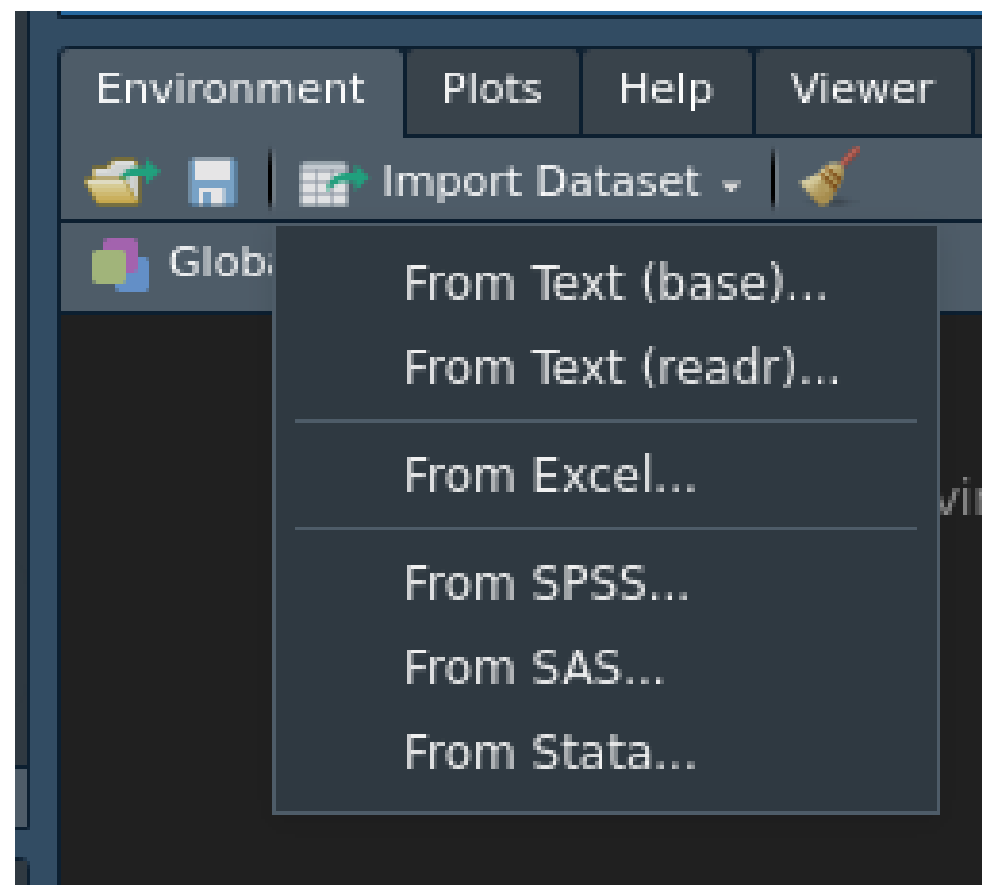 Environment Plots Help Viewer
Import Dataset
From Text (base)...
From Text (readr)...
From Excel...
From SPSS...
From SAS...
From Stata...